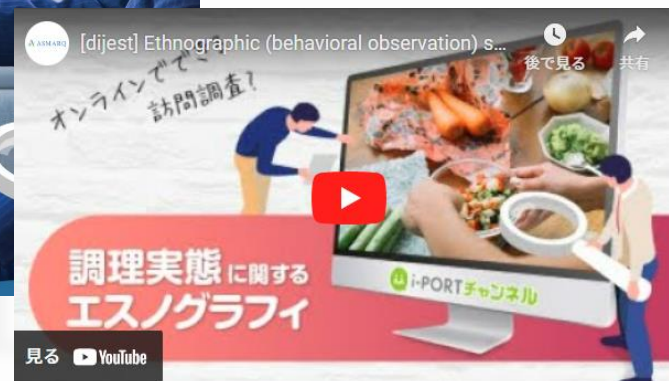 ASMARQ
[dijest] Ethnographic (behavioral observation) s...
後で見る
共有
オンラインででき
訪問調査?
調理実態に関する
エスノグラフィ
i-PORTチャンネル
見る YouTube